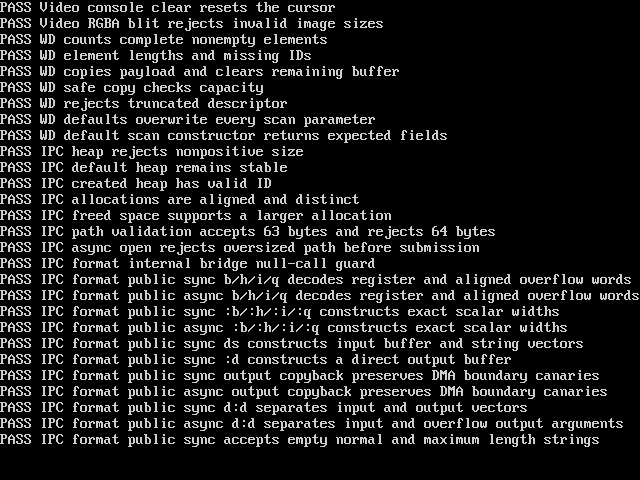 PASS Video console clear resets the cursor
PASS Video RGBA blit rejects invalid image sizes
PASS WD counts complete nonempty elements
PASS WD element lengths and missing IDs
PASS WD copies payload and clears remaining buffer
PASS WD safe copy checks capacity
PASS WD rejects truncated descriptor
PASS WD defaults overwrite every scan parameter
PASS WD default scan constructor returns expected fields
PASS IPC heap rejects nonpositive size
PASS IPC default heap remains stable
PASS IPC created heap has valid ID
PASS IPC allocations are aligned and distinct
PASS IPC freed space supports a larger allocation
PASS IPC path validation accepts 63 bytes and rejects 64 bytes
PASS IPC async open rejects oversized path before submission
PASS IPC format internal bridge null-call guard
PASS IPC format public sync b/h/i/q decodes register and aligned overflow words
PASS IPC format public async b/h/i/q decodes register and aligned overflow words
PASS IPC format public sync :b/:h/:i/:q constructs exact scalar widths
PASS IPC format public async :b/:h/:i/:q constructs exact scalar widths
PASS IPC format public sync ds constructs input buffer and string vectors
PASS IPC format public sync :d constructs a direct output buffer
PASS IPC format public sync output copyback preserves DMA boundary canaries
PASS IPC format public async output copyback preserves DMA boundary canaries
PASS IPC format public sync d:d separates input and output vectors
PASS IPC format public async d:d separates input and overflow output arguments
PASS IPC format public sync accepts empty normal and maximum length strings